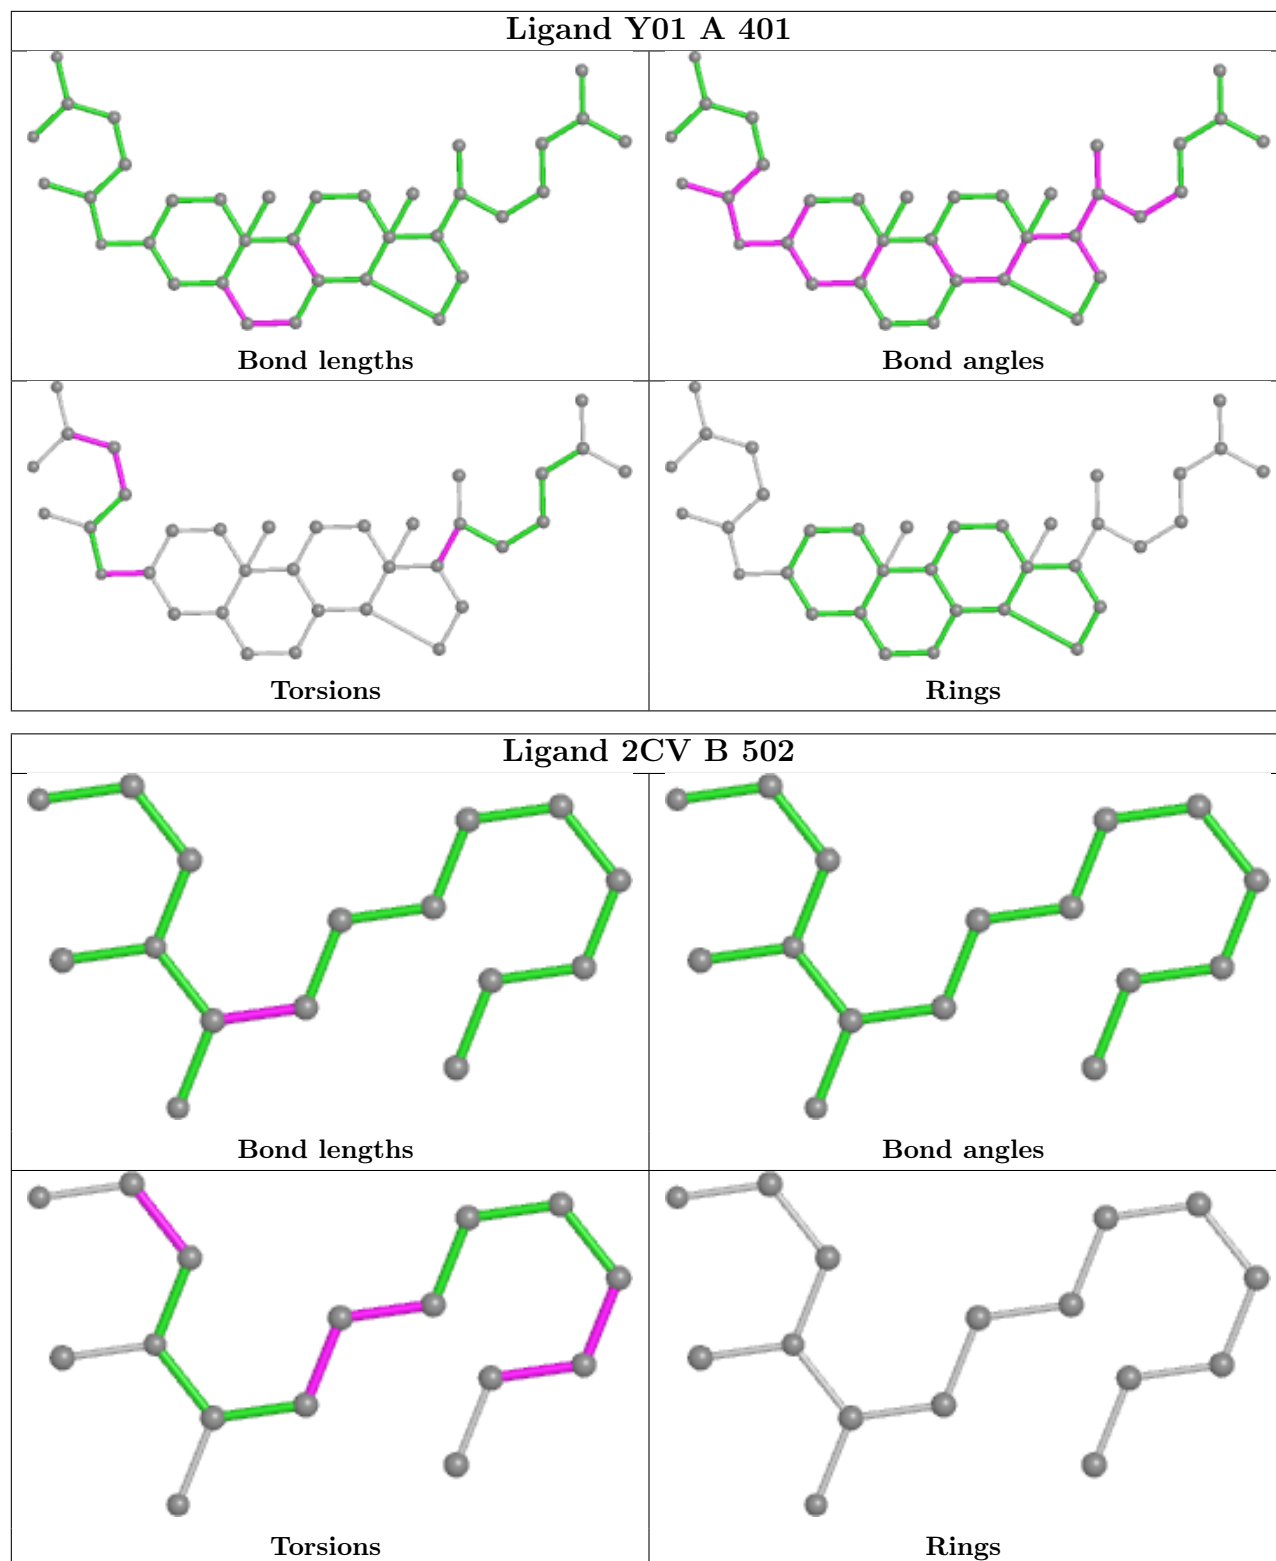 Ligand Y01 A 401
Bond lengths
Bond angles
Torsions
Rings
Ligand 2CV B 502
Bond lengths
Bond angles
Torsions
Rings